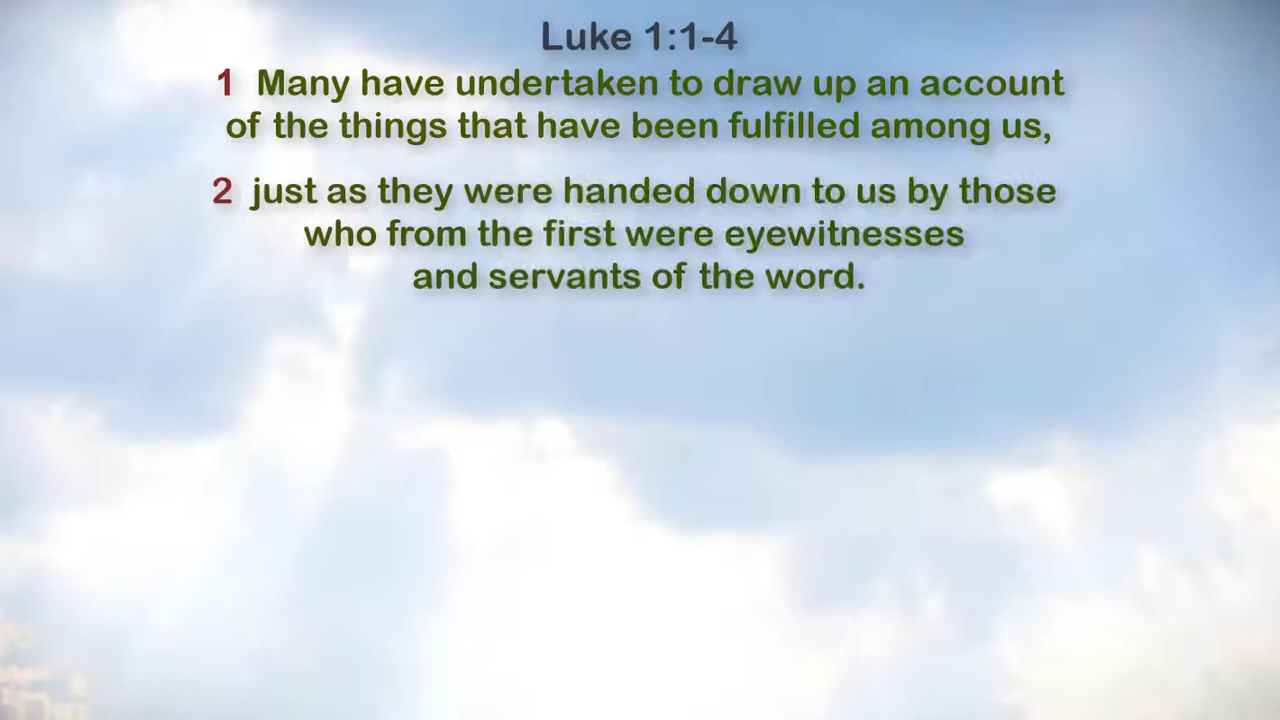 Luke 1:1-4
1 Many have undertaken to draw up an account
of the things that have been fulfilled among us,
2 just as they were handed down to us by those
who from the first were eyewitnesses
and servants of the word.